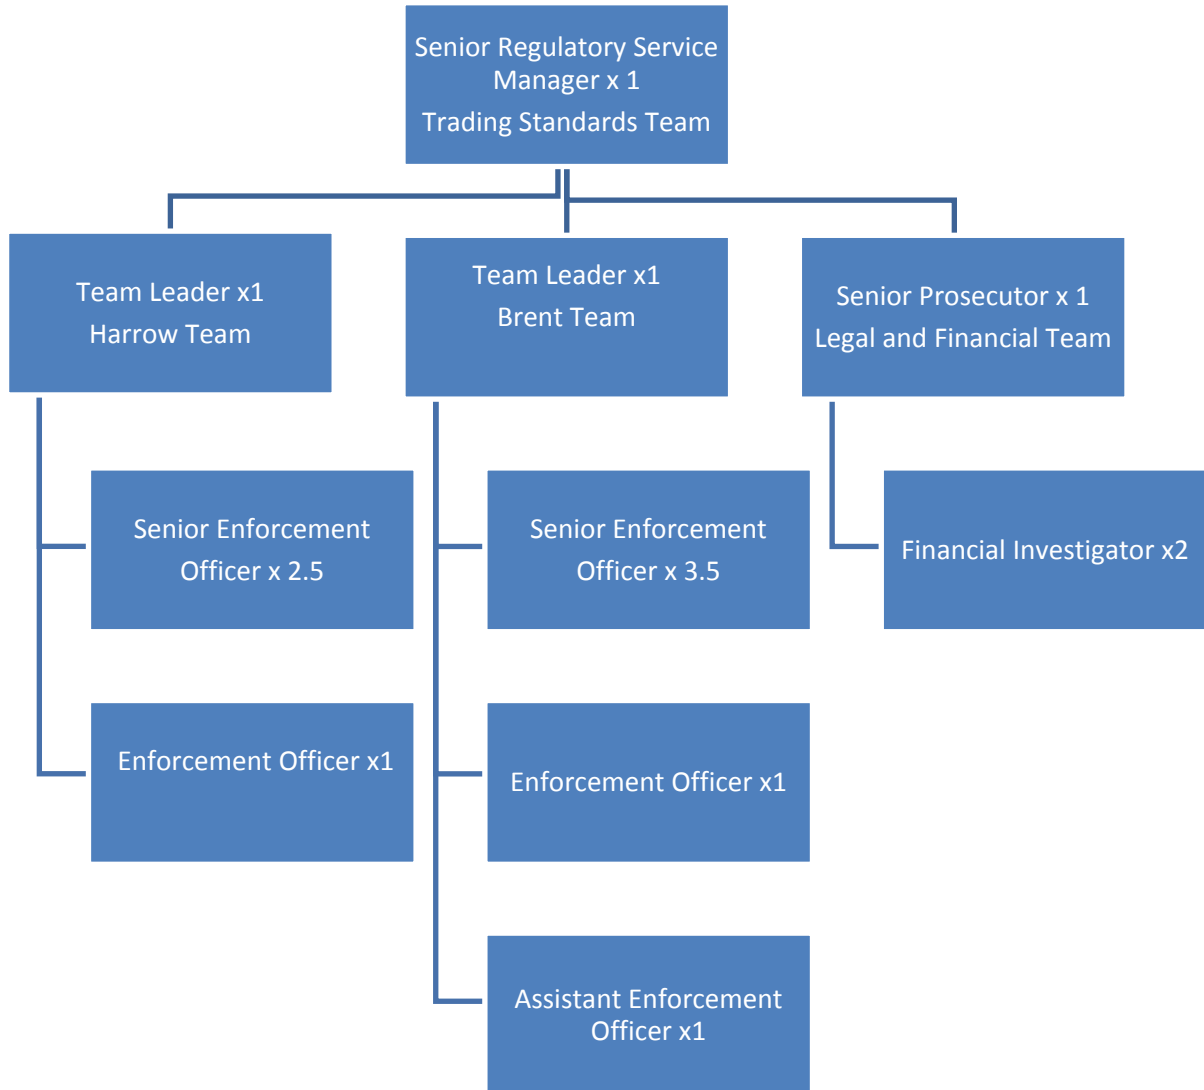 Senior Regulatory Service
Manager x 1
Trading Standards Team
Team Leader x1
Harrow Team
Team Leader x1
Brent Team
Senior Prosecutor x 1
Legal and Financial Team
Senior Enforcement
Officer x 2.5
Senior Enforcement
Officer x 3.5
Financial Investigator x2
Enforcement Officer x1
Enforcement Officer x1
Assistant Enforcement
Officer x1